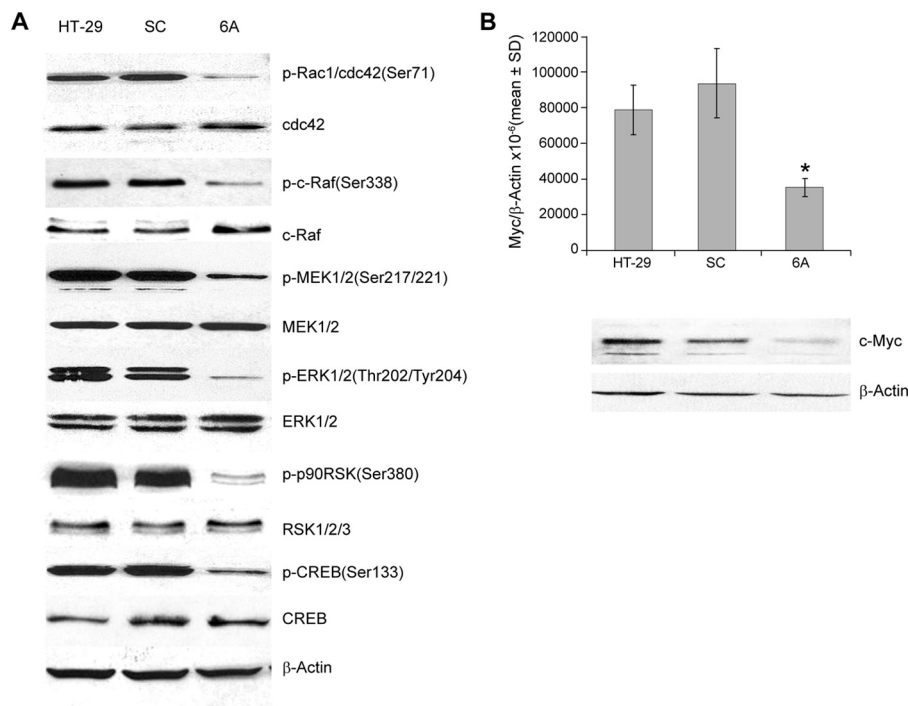 A
HT-29 SC 6A
p-Rac1/cdc42(Ser71)
cdc42
p-c-Raf(Ser338)
c-Raf
p-MEK1/2(Ser217/221)
MEK1/2
p-ERK1/2(Thr202/Tyr204)
ERK1/2
p-p90RSK(Ser380)
RSK1/2/3
p-CREB(Ser133)
CREB
β-Actin
B
Myc/β-Actin x10⁻⁶(mean ± SD)
120000
100000
80000
60000
40000
20000
0
*
HT-29 SC 6A
c-Myc
β-Actin